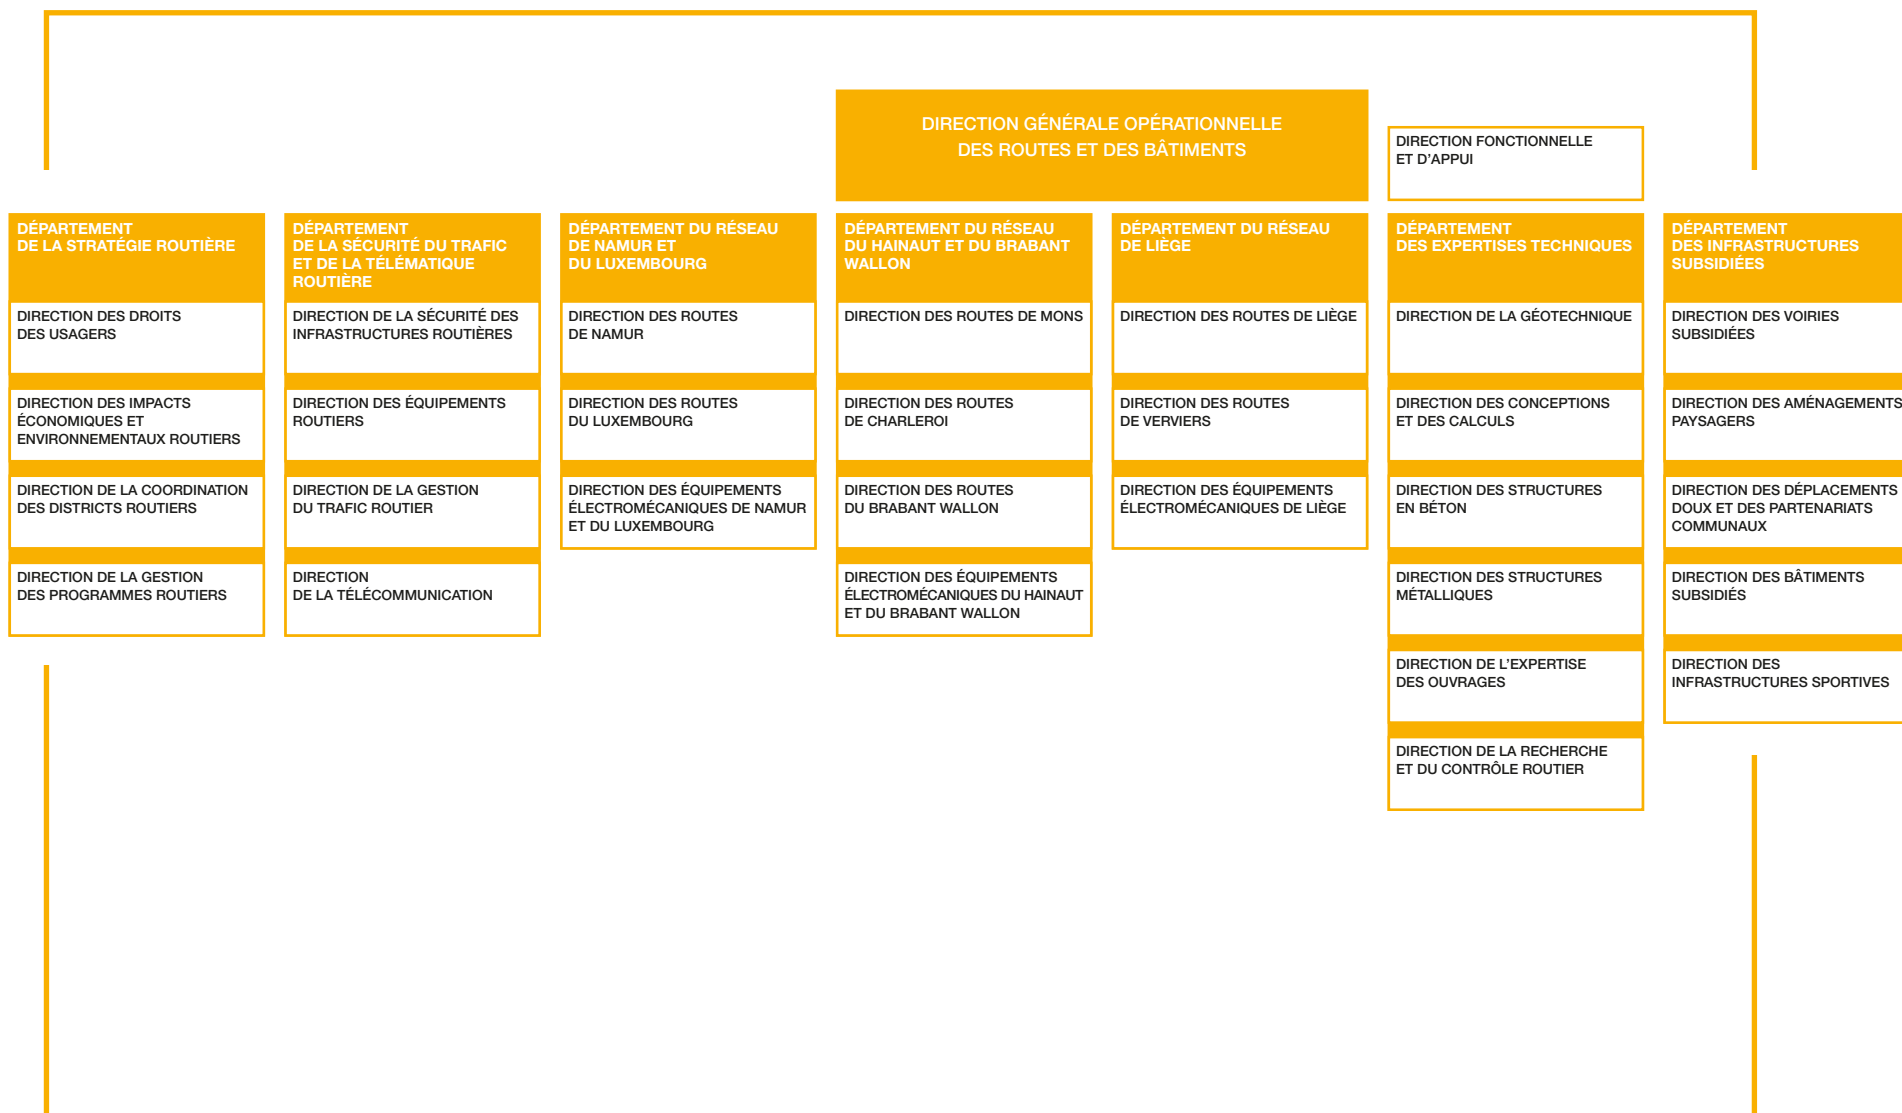 DIRECTION GÉNÉRALE OPÉRATIONNELLE
DES ROUTES ET DES BÂTIMENTS
DIRECTION FONCTIONNELLE
ET D'APPUI
DÉPARTEMENT
DE LA STRATÉGIE ROUTIÈRE
DIRECTION DES DROITS
DES USAGERS
DIRECTION DES IMPACTS
ÉCONOMIQUES ET
ENVIRONNEMENTAUX ROUTIERS
DIRECTION DE LA COORDINATION
DES DISTRICTS ROUTIERS
DIRECTION DE LA GESTION
DES PROGRAMMES ROUTIERS
DÉPARTEMENT
DE LA SÉCURITÉ DU TRAFIC
ET DE LA TÉLÉMATIQUE
ROUTIÈRE
DIRECTION DE LA SÉCURITÉ DES
INFRASTRUCTURES ROUTIÈRES
DIRECTION DES ÉQUIPEMENTS
ROUTIERS
DIRECTION DE LA GESTION
DU TRAFIC ROUTIER
DIRECTION
DE LA TÉLÉCOMMUNICATION
DÉPARTEMENT DU RÉSEAU
DE NAMUR ET
DU LUXEMBOURG
DIRECTION DES ROUTES
DE NAMUR
DIRECTION DES ROUTES
DU LUXEMBOURG
DIRECTION DES ÉQUIPEMENTS
ÉLECTROMÉCANIQUES DE NAMUR
ET DU LUXEMBOURG
DÉPARTEMENT DU RÉSEAU
DU HAINAUT ET DU BRABANT
WALLON
DIRECTION DES ROUTES DE MONS
DIRECTION DES ROUTES
DE CHARLEROI
DIRECTION DES ROUTES
DU BRABANT WALLON
DIRECTION DES ÉQUIPEMENTS
ÉLECTROMÉCANIQUES DU HAINAUT
ET DU BRABANT WALLON
DÉPARTEMENT DU RÉSEAU
DE LIÈGE
DIRECTION DES ROUTES DE LIÈGE
DIRECTION DES ROUTES
DE VERVIERS
DIRECTION DES ÉQUIPEMENTS
ÉLECTROMÉCANIQUES DE LIÈGE
DÉPARTEMENT
DES EXPERTISES TECHNIQUES
DIRECTION DE LA GÉOTECHNIQUE
DIRECTION DES CONCEPTIONS
ET DES CALCULS
DIRECTION DES STRUCTURES
EN BÉTON
DIRECTION DES STRUCTURES
MÉTALLIQUES
DIRECTION DE L'EXPERTISE
DES OUVRAGES
DIRECTION DE LA RECHERCHE
ET DU CONTRÔLE ROUTIER
DÉPARTEMENT
DES INFRASTRUCTURES
SUBSIDIÉES
DIRECTION DES VOIRIES
SUBSIDIÉES
DIRECTION DES AMÉNAGEMENTS
PAYSAGERS
DIRECTION DES DÉPLACEMENTS
DOUX ET DES PARTENARIATS
COMMUNAUX
DIRECTION DES BÂTIMENTS
SUBSIDIÉS
DIRECTION DES
INFRASTRUCTURES SPORTIVES